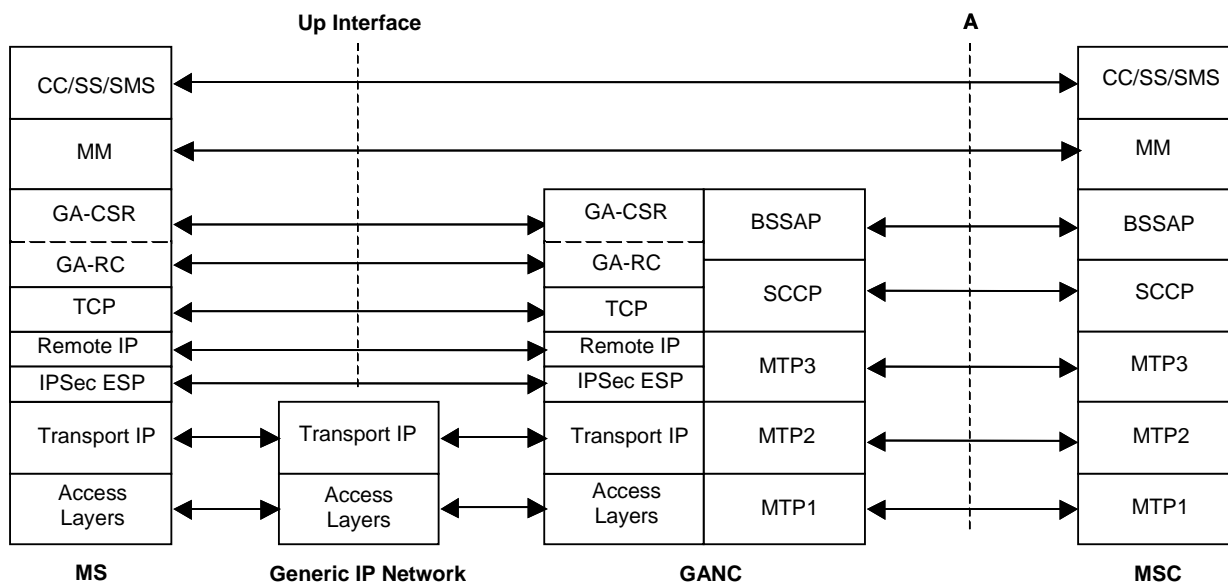 Up Interface
A
CC/SS/SMS
CC/SS/SMS
MM
MM
GA-CSR
GA-CSR
BSSAP
BSSAP
GA-RC
GA-RC
SCCP
SCCP
TCP
TCP
Remote IP
Remote IP
MTP3
MTP3
IPSec ESP
IPSec ESP
Transport IP
Transport IP
Transport IP
MTP2
MTP2
Access
Layers
Access
Layers
Access
Layers
MTP1
MTP1
MS
Generic IP Network
GANC
MSC